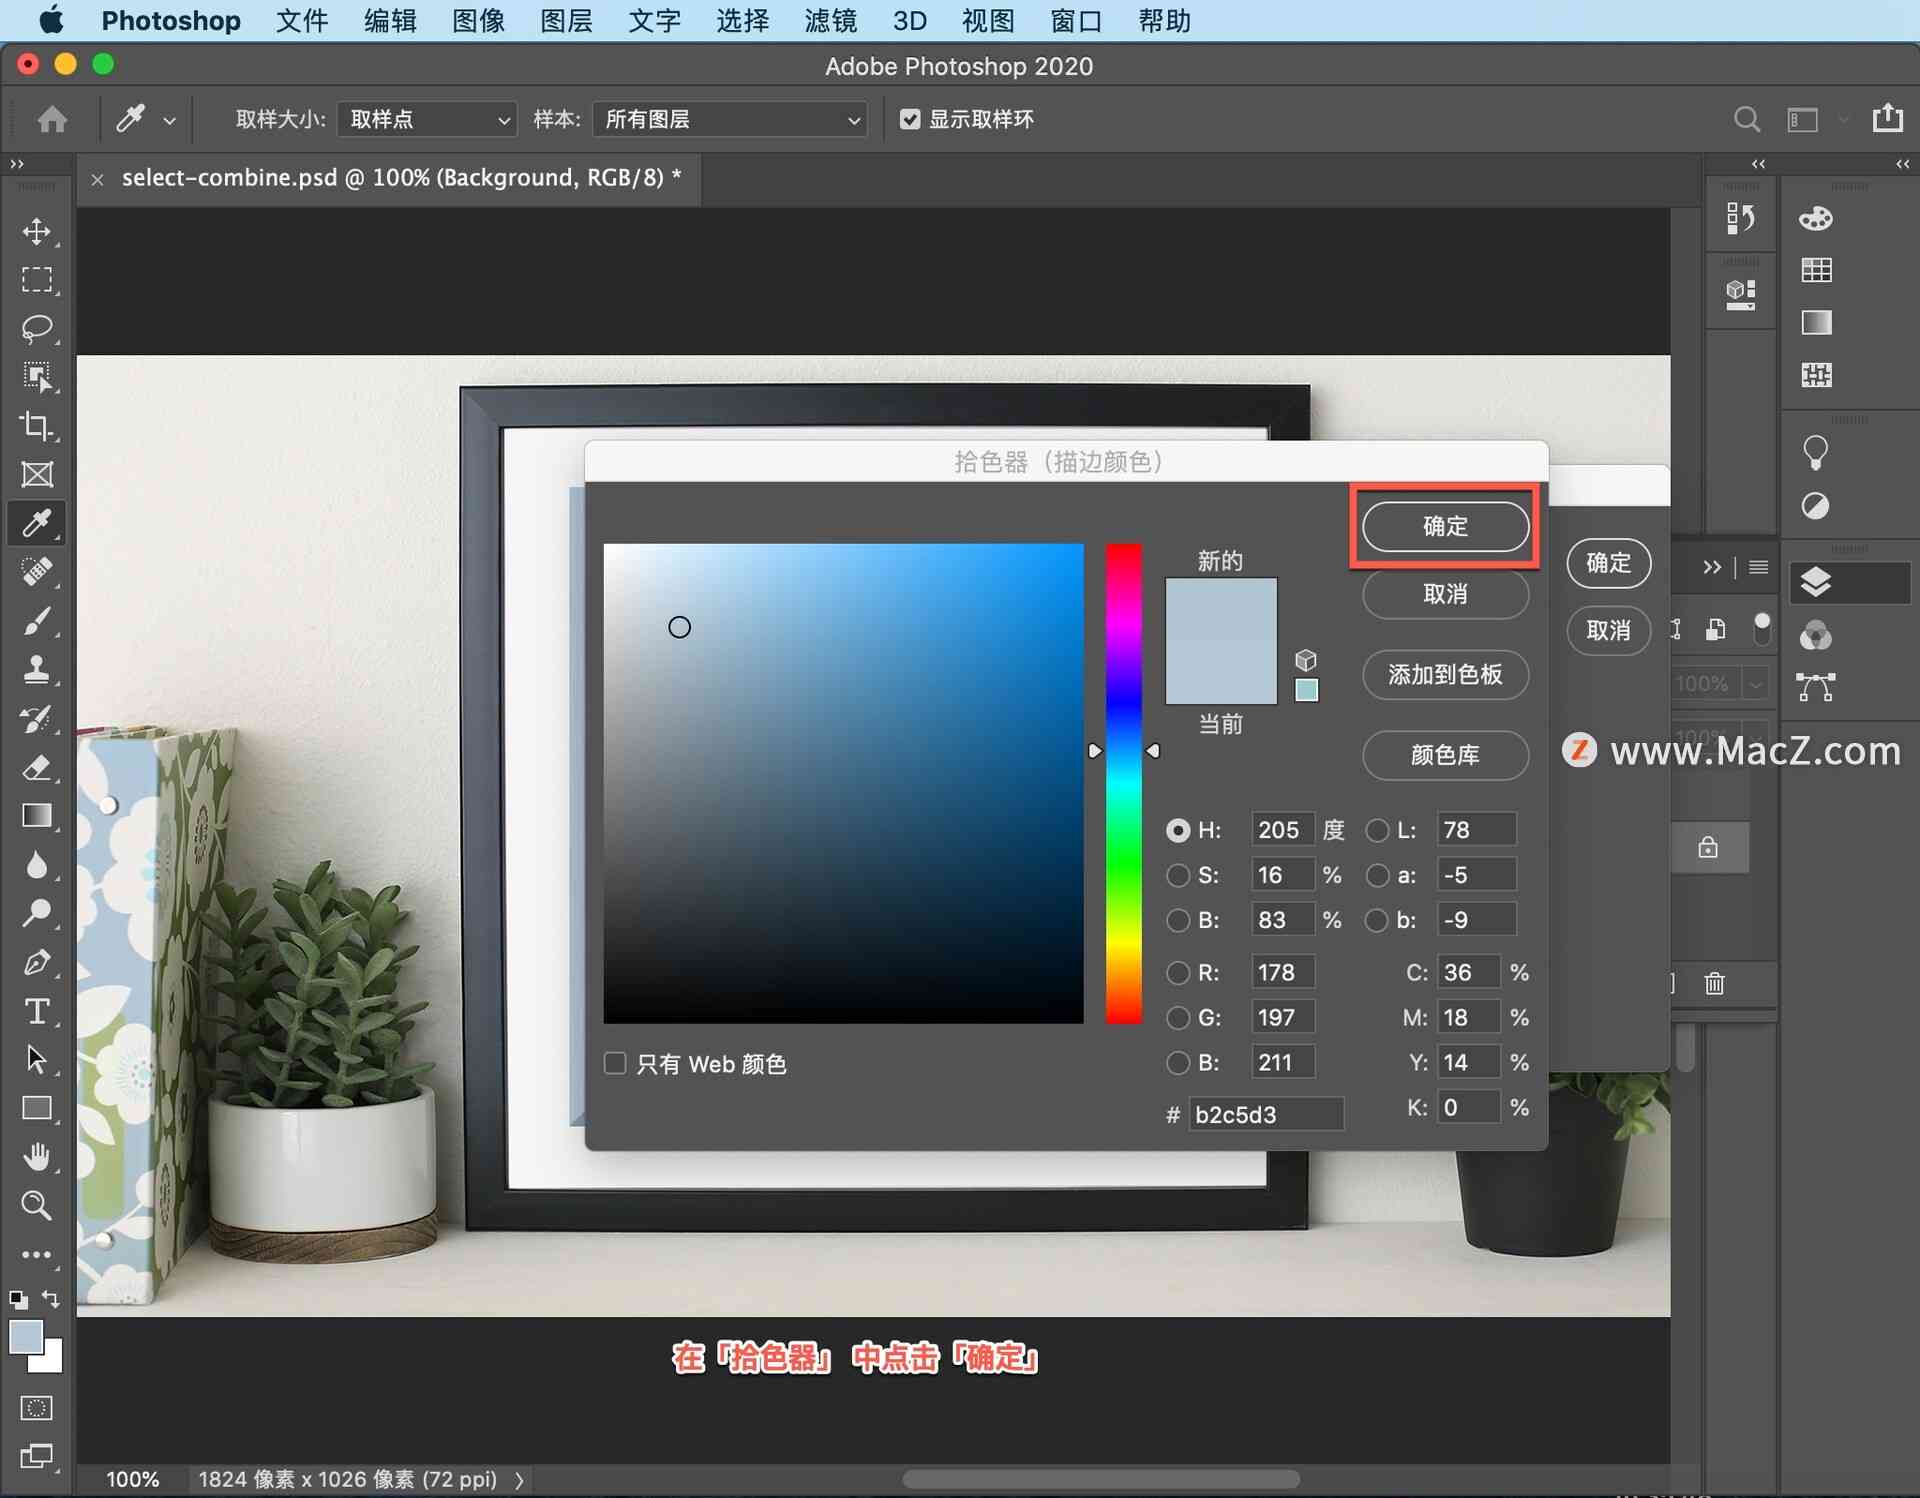 Photoshop 文件 编辑 图像 图层 文字 选择 滤镜 3D 视图 窗口 帮助
Adobe Photoshop 2020
取样大小: 取样点 样本: 所有图层 显示取样环
select-combine.psd @ 100% (Background, RGB/8) *
拾色器（描边颜色）
确定
新的
取消
确定
取消
添加到色板
100%
当前
颜色库
100%
Z www.MacZ.com
H: 205 度 L: 78
S: 16 % a: -5
B: 83 % b: -9
R: 178 C: 36 %
G: 197 M: 18 %
B: 211 Y: 14 %
只有 Web 颜色
# b2c5d3 K: 0 %
在「拾色器」 中点击「确定」
100% 1824 像素 x 1026 像素 (72 ppi)